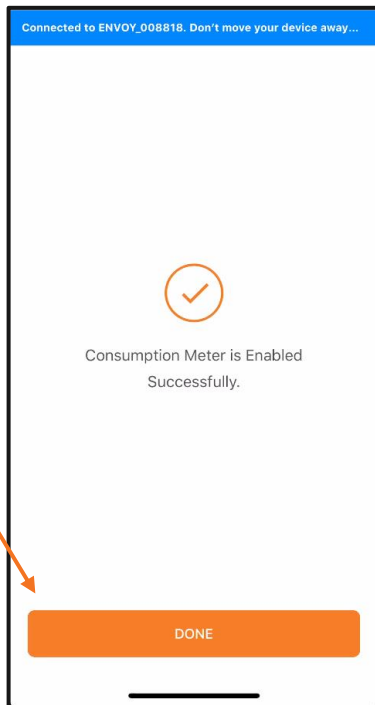 Connected to ENVOY_008818. Don't move your device away...
Consumption Meter is Enabled
Successfully.
DONE